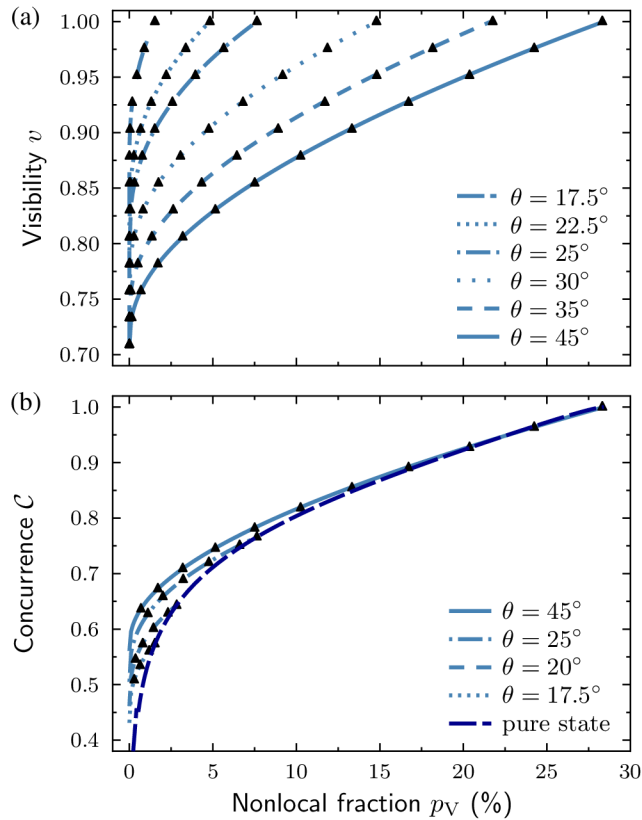 (a)
1.00
0.95
0.90
0.85
0.80
0.75
0.70
Visibility v
θ = 17.5°
θ = 22.5°
θ = 25°
θ = 30°
θ = 35°
θ = 45°
(b)
1.0
0.9
0.8
0.7
0.6
0.5
0.4
Concurrence C
θ = 45°
θ = 25°
θ = 20°
θ = 17.5°
pure state
0 5 10 15 20 25 30
Nonlocal fraction pV (%)